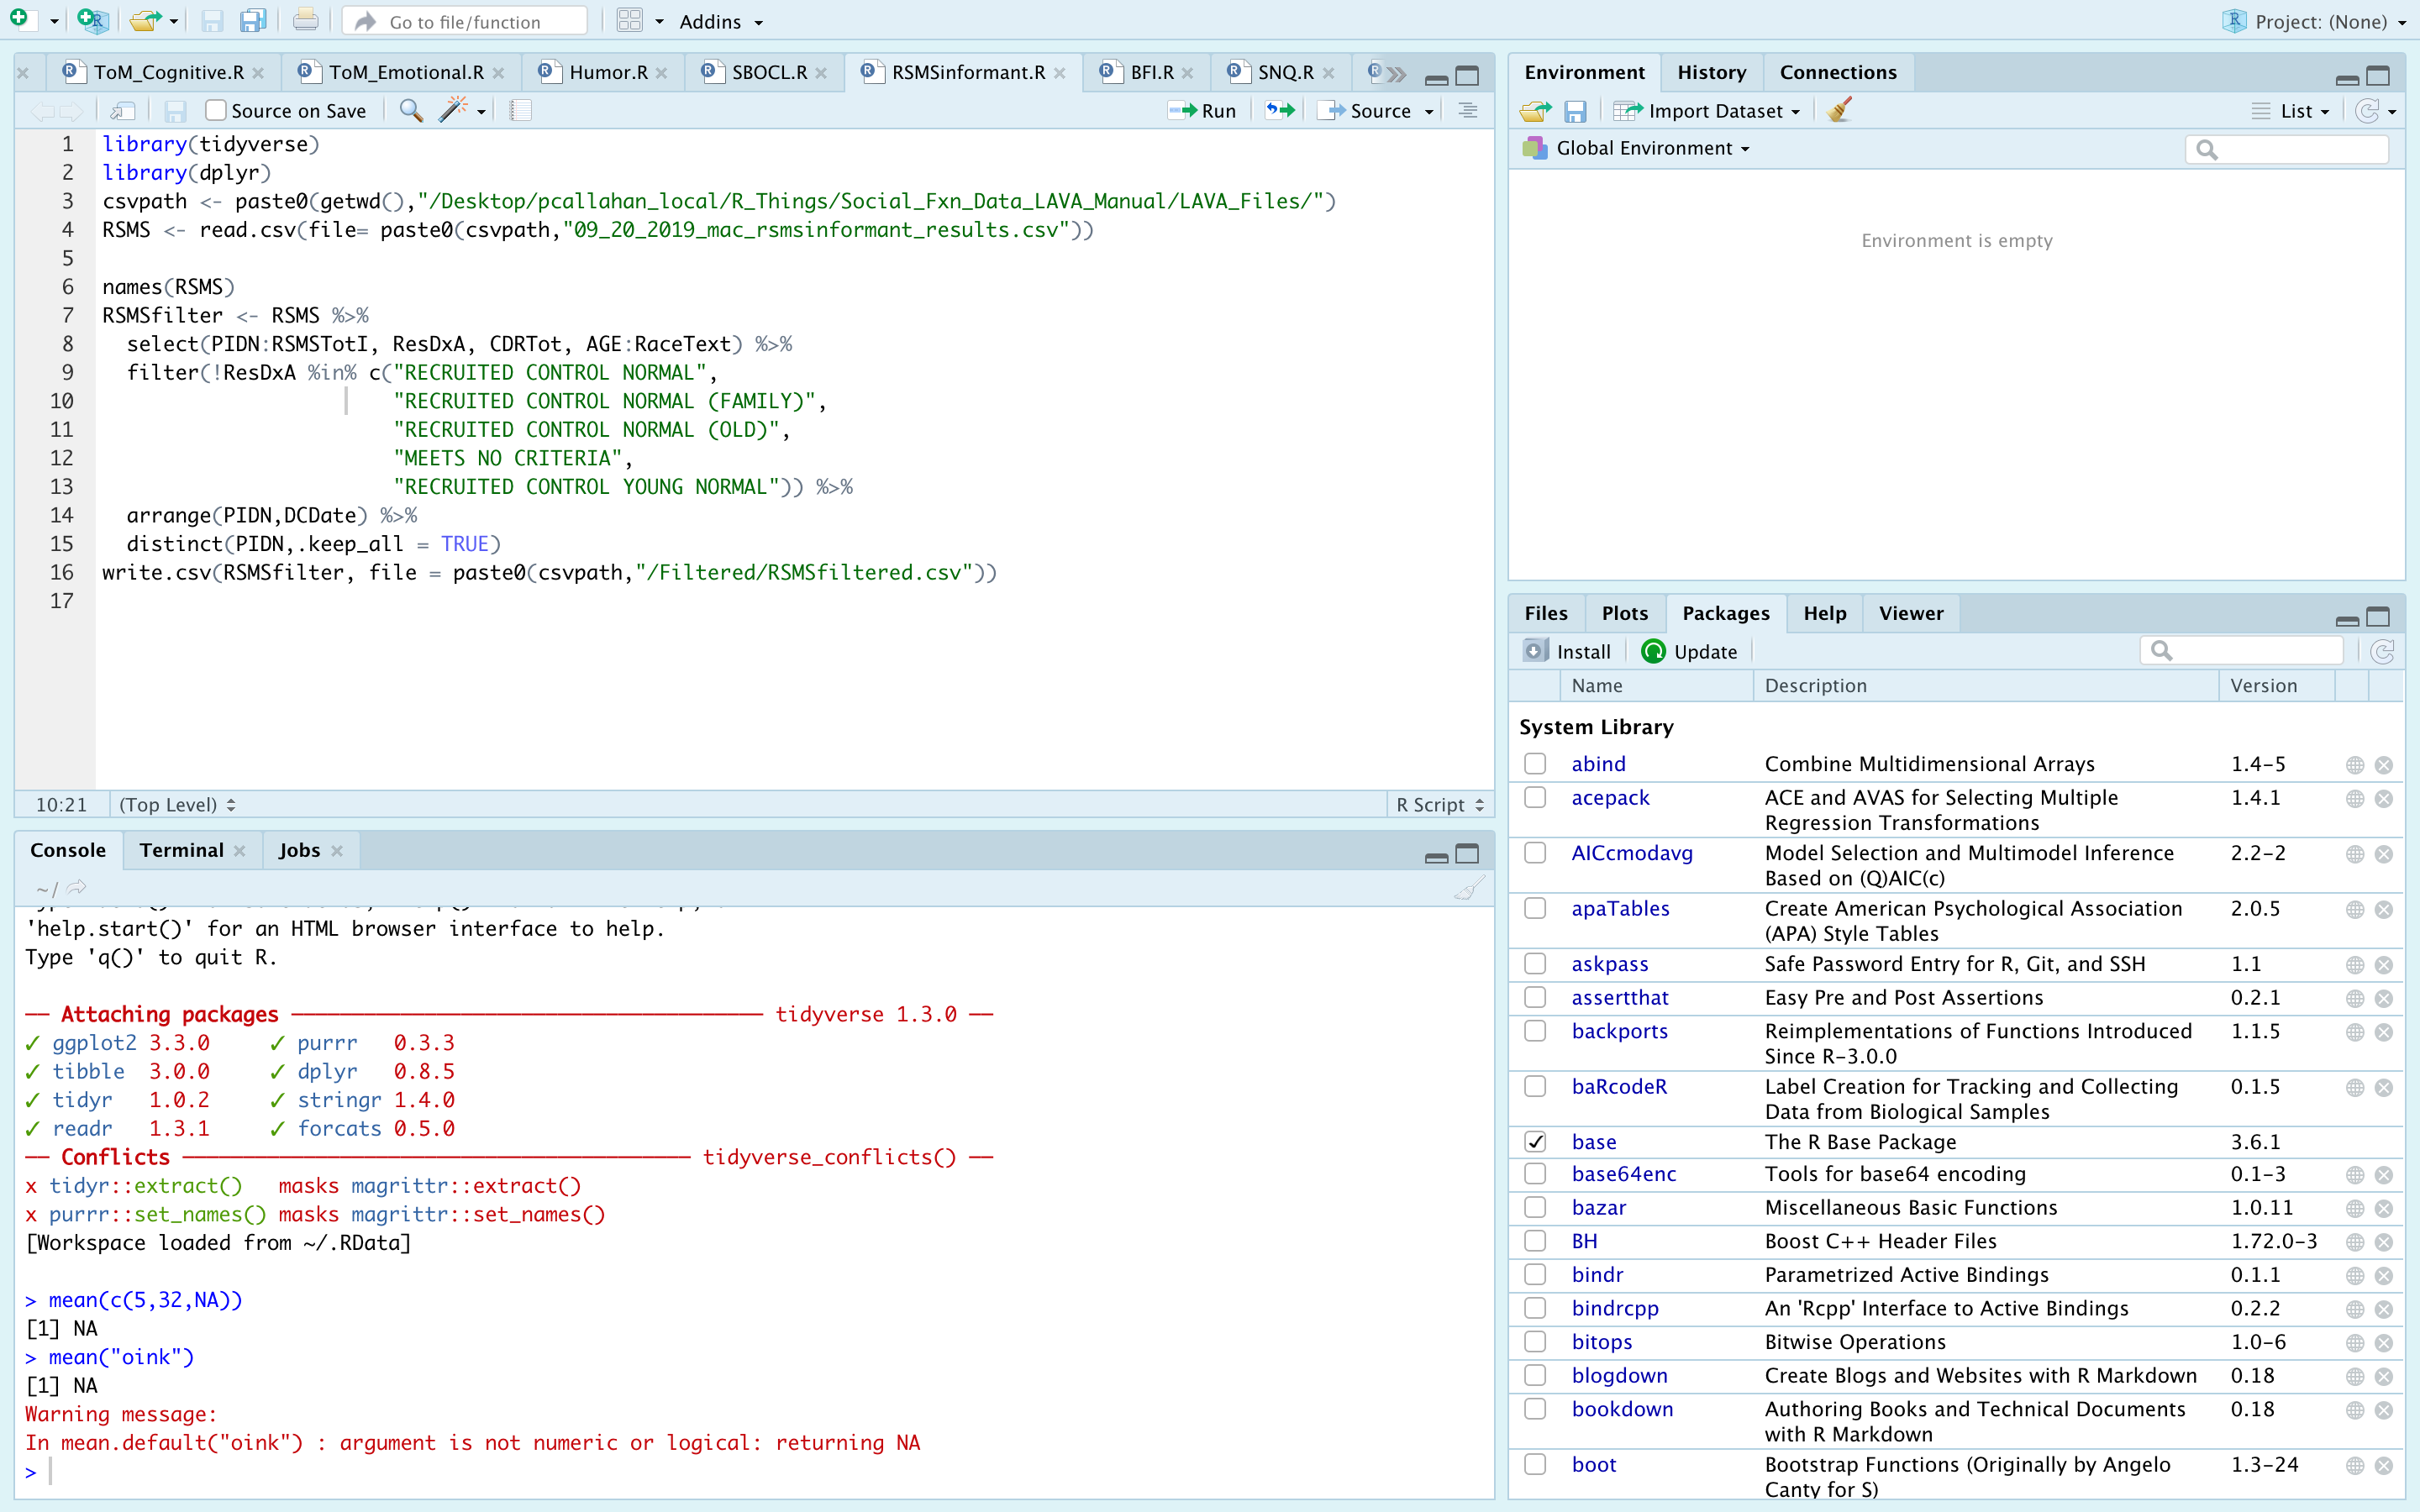 Go to file/function
Addins
Project: (None)
ToM_Cognitive.R
ToM_Emotional.R
Humor.R
SBOCL.R
RSMSinformant.R
BFI.R
SNQ.R
Source on Save
Run
Source
1 library(tidyverse)
2 library(dplyr)
3 csvpath <- paste0(getwd(),"/Desktop/pcallahan_local/R_Things/Social_Fxn_Data_LAVA_Manual/LAVA_Files/")
4 RSMS <- read.csv(file= paste0(csvpath,"09_20_2019_mac_rsmsinformant_results.csv"))
5
6 names(RSMS)
7 RSMSfilter <- RSMS %>%
8 select(PIDN:RSMSTotI, ResDxA, CDRTot, AGE:RaceText) %>%
9 filter(!ResDxA %in% c("RECRUITED CONTROL NORMAL",
10 "RECRUITED CONTROL NORMAL (FAMILY)",
11 "RECRUITED CONTROL NORMAL (OLD)",
12 "MEETS NO CRITERIA",
13 "RECRUITED CONTROL YOUNG NORMAL")) %>%
14 arrange(PIDN,DCDate) %>%
15 distinct(PIDN,.keep_all = TRUE)
16 write.csv(RSMSfilter, file = paste0(csvpath,"/Filtered/RSMSfiltered.csv"))
17
10:21 (Top Level) R Script
Console Terminal Jobs
~/
'help.start()' for an HTML browser interface to help.
Type 'q()' to quit R.
── Attaching packages ─────────────────────────────────────── tidyverse 1.3.0 ──
✓ ggplot2 3.3.0 ✓ purrr 0.3.3
✓ tibble 3.0.0 ✓ dplyr 0.8.5
✓ tidyr 1.0.2 ✓ stringr 1.4.0
✓ readr 1.3.1 ✓ forcats 0.5.0
── Conflicts ────────────────────────────────────────── tidyverse_conflicts() ──
x tidyr::extract() masks magrittr::extract()
x purrr::set_names() masks magrittr::set_names()
[Workspace loaded from ~/.RData]
> mean(c(5,32,NA))
[1] NA
> mean("oink")
[1] NA
Warning message:
In mean.default("oink") : argument is not numeric or logical: returning NA
>
Environment History Connections
Import Dataset
List
Global Environment
Environment is empty
Files Plots Packages Help Viewer
Install Update
Name Description Version
System Library
abind Combine Multidimensional Arrays 1.4-5
acepack ACE and AVAS for Selecting Multiple 1.4.1
Regression Transformations
AICcmodavg Model Selection and Multimodel Inference 2.2-2
Based on (Q)AIC(c)
apaTables Create American Psychological Association 2.0.5
(APA) Style Tables
askpass Safe Password Entry for R, Git, and SSH 1.1
assertthat Easy Pre and Post Assertions 0.2.1
backports Reimplementations of Functions Introduced 1.1.5
Since R-3.0.0
baRcodeR Label Creation for Tracking and Collecting 0.1.5
Data from Biological Samples
base The R Base Package 3.6.1
base64enc Tools for base64 encoding 0.1-3
bazar Miscellaneous Basic Functions 1.0.11
BH Boost C++ Header Files 1.72.0-3
bindr Parametrized Active Bindings 0.1.1
bindrcpp An 'Rcpp' Interface to Active Bindings 0.2.2
bitops Bitwise Operations 1.0-6
blogdown Create Blogs and Websites with R Markdown 0.18
bookdown Authoring Books and Technical Documents 0.18
with R Markdown
boot Bootstrap Functions (Originally by Angelo 1.3-24
Canty for S)